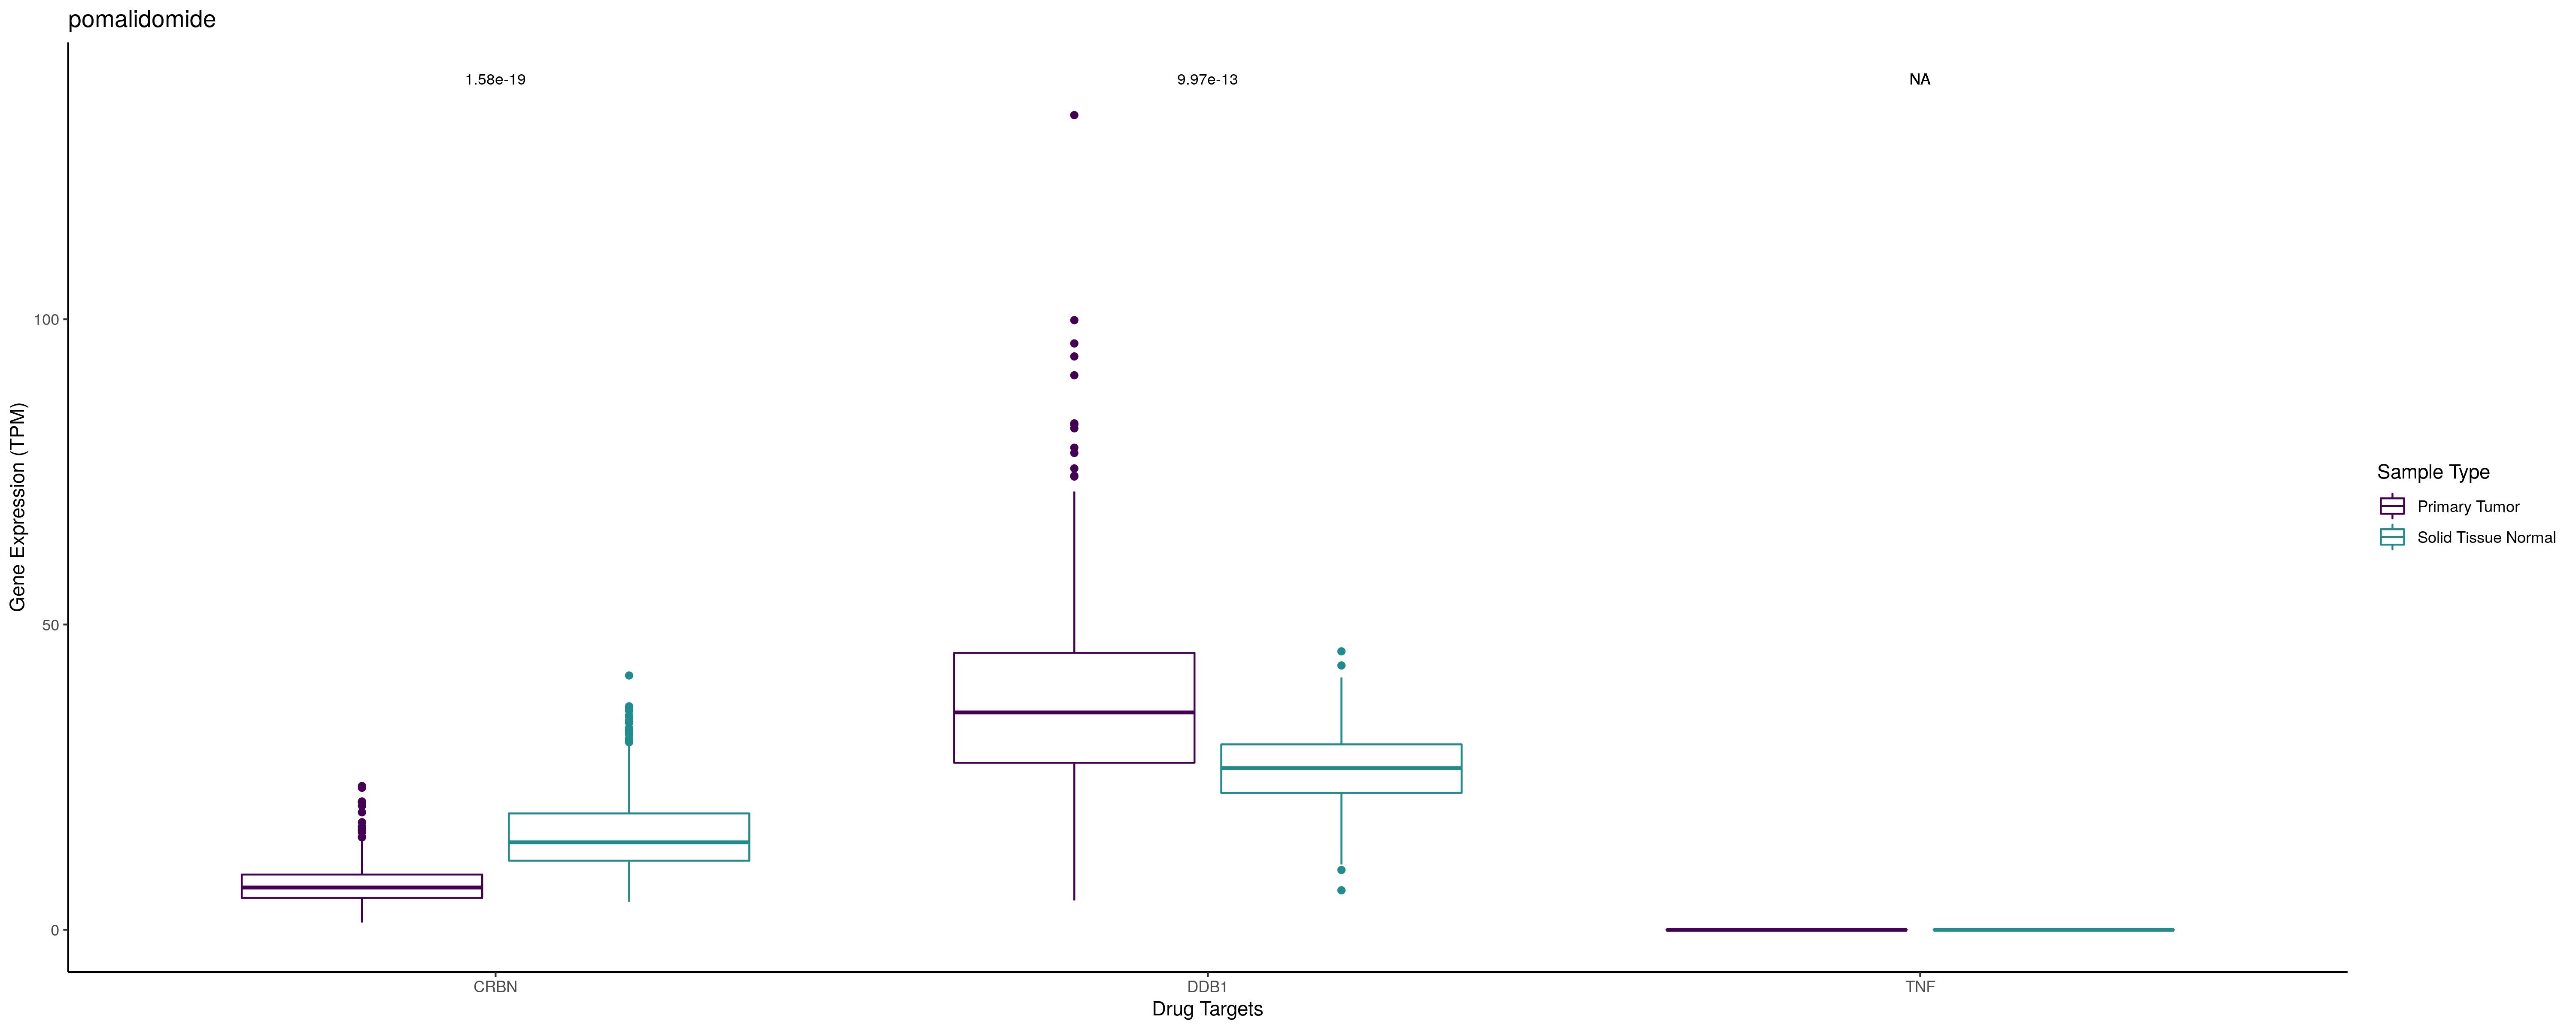 pomalidomide
1.58e-19
9.97e-13
NA
100
50
0
Gene Expression (TPM)
CRBN
DDB1
TNF
Drug Targets
Sample Type
Primary Tumor
Solid Tissue Normal